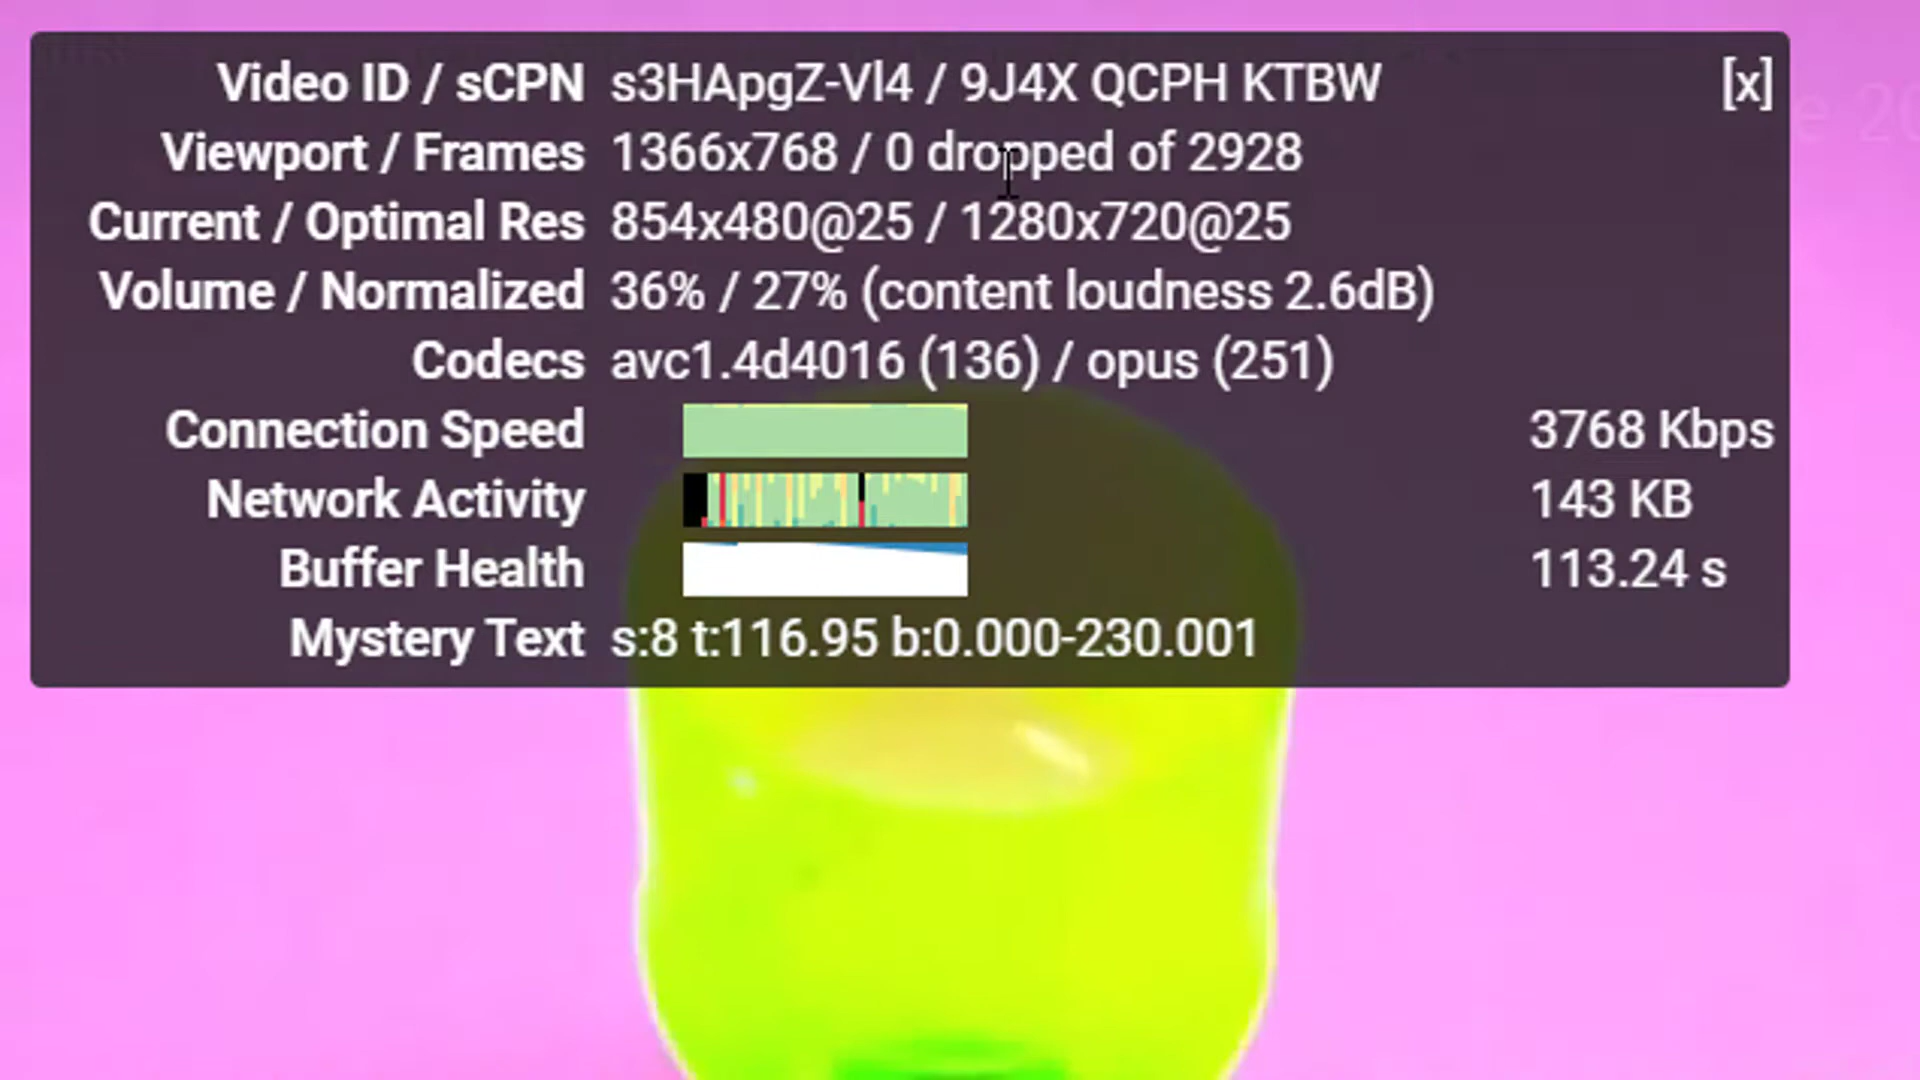 Video ID / sCPN s3HApgZ-Vl4 / 9J4X QCPH KTBW [x]
Viewport / Frames 1366x768 / 0 dropped of 2928
Current / Optimal Res 854x480@25 / 1280x720@25
Volume / Normalized 36% / 27% (content loudness 2.6dB)
Codecs avc1.4d4016 (136) / opus (251)
Connection Speed 3768 Kbps
Network Activity 143 KB
Buffer Health 113.24 s
Mystery Text s:8 t:116.95 b:0.000-230.001